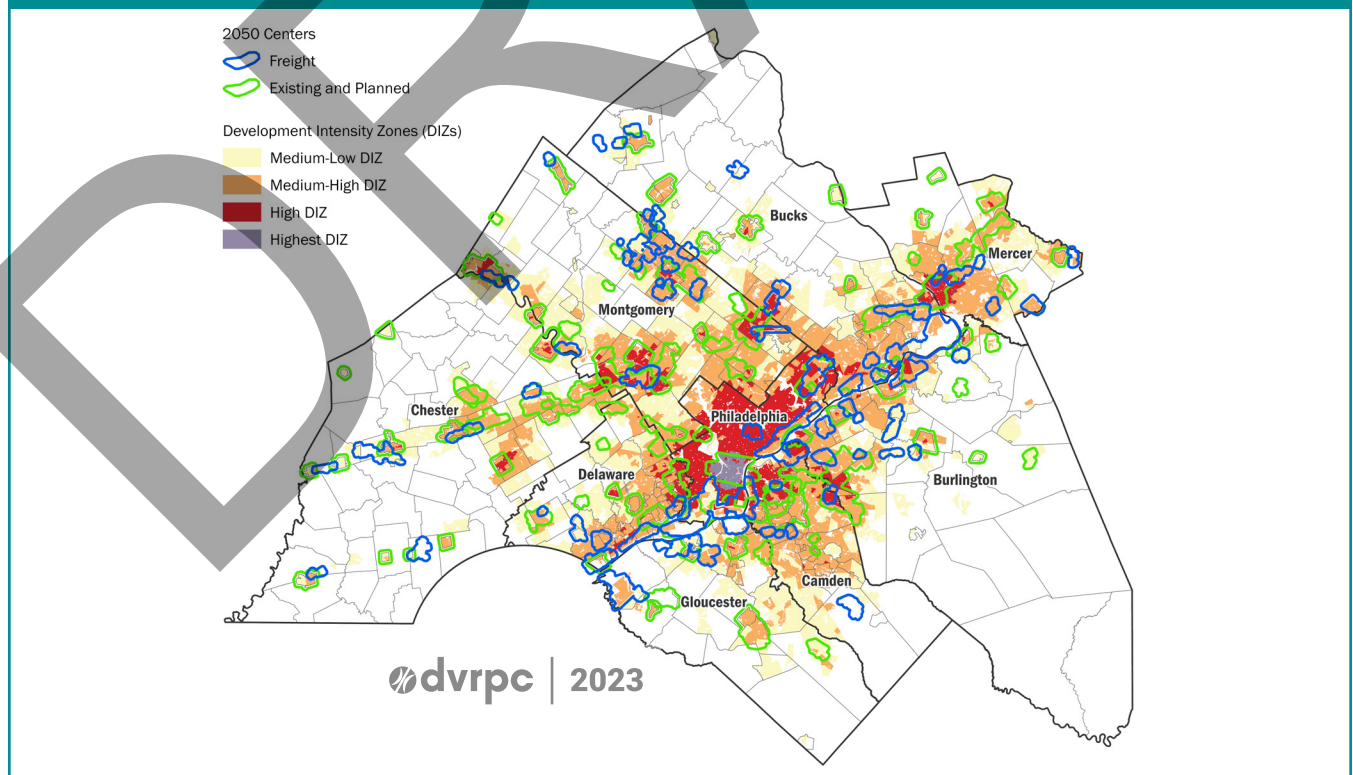 2050 Centers
Freight
Existing and Planned
Development Intensity Zones (DIZs)
Medium-Low DIZ
Medium-High DIZ
High DIZ
Highest DIZ
Bucks
Mercer
Montgomery
Chester
Philadelphia
Delaware
Burlington
Camden
Gloucester
dvrpc | 2023